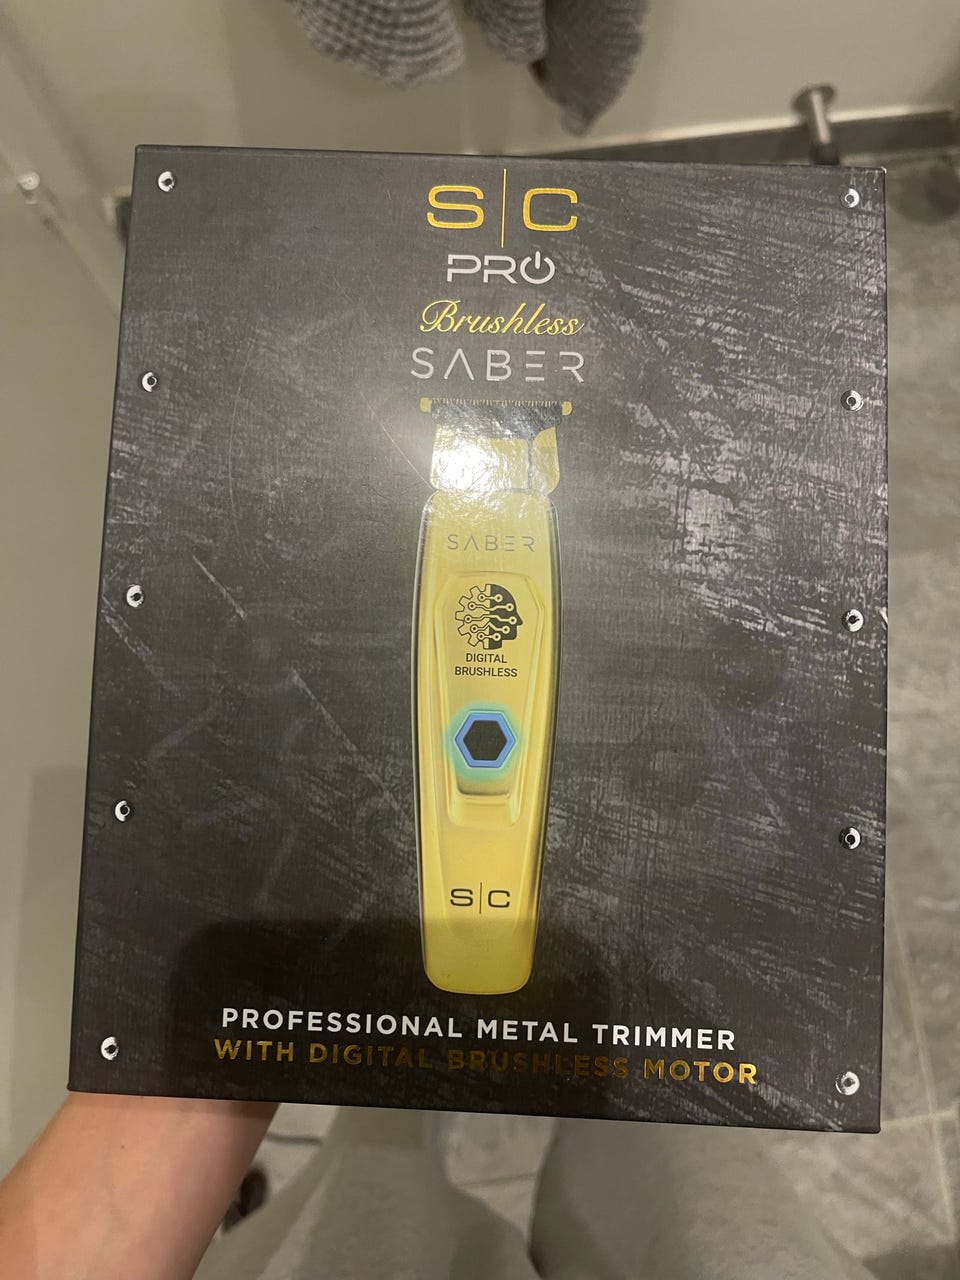 S|C
PRO
Brushless
SABER
SABER
DIGITAL
BRUSHLESS
S|C
PROFESSIONAL METAL TRIMMER
WITH DIGITAL BRUSHLESS MOTOR